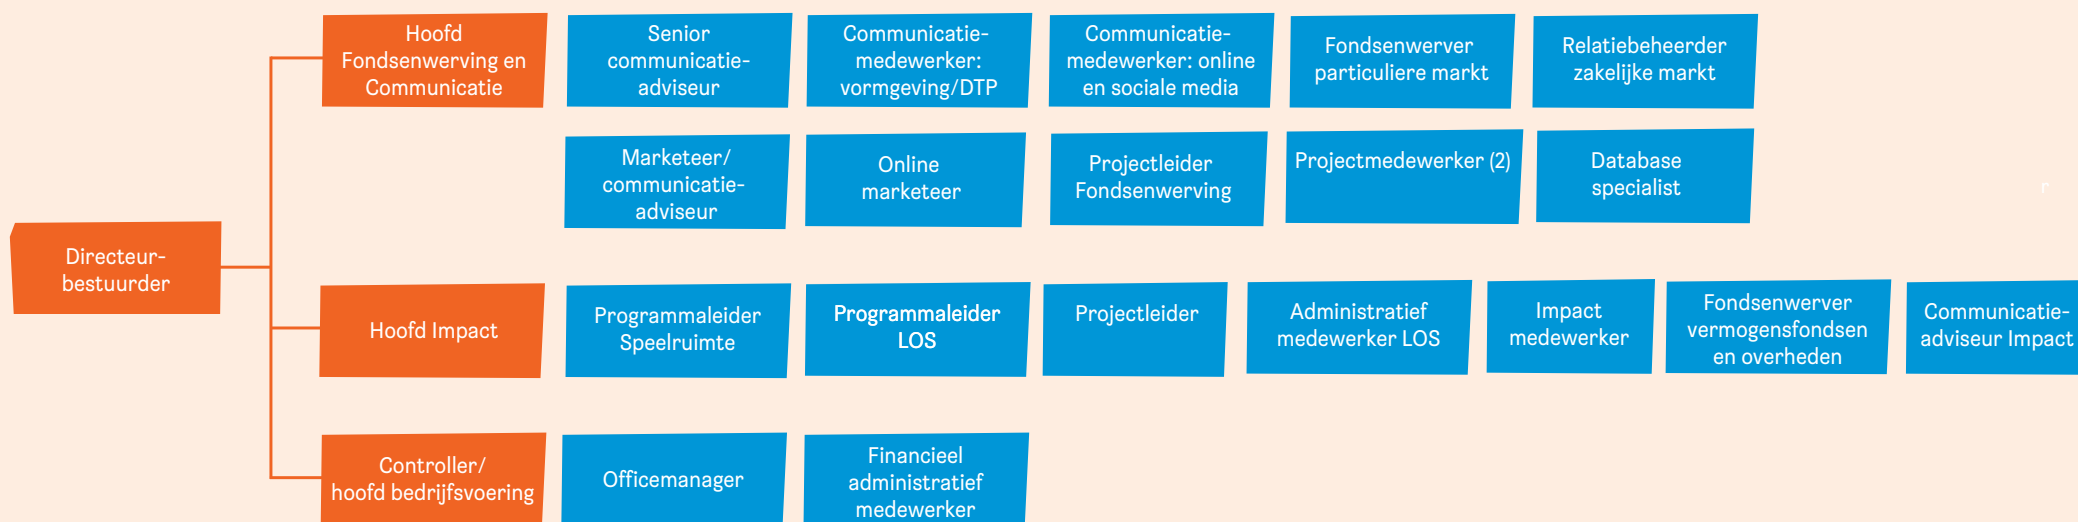 Hoofd
Fondsenwerving en
Communicatie
Senior
communicatie-
adviseur
Communicatie-
medewerker:
vormgeving/DTP
Communicatie-
medewerker: online
en sociale media
Fondsenwerver
particuliere markt
Relatiebeheerder
zakelijke markt
Marketeer/
communicatie-
adviseur
Online
marketeer
Projectleider
Fondsenwerving
Projectmedewerker (2)
Database
specialist
r
Directeur-
bestuurder
Hoofd Impact
Programmaleider
Speelruimte
Programmaleider
LOS
Projectleider
Administratief
medewerker LOS
Impact
medewerker
Fondsenwerver
vermogensfondsen
en overheden
Communicatie-
adviseur Impact
Controller/
hoofd bedrijfsvoering
Officemanager
Financieel
administratief
medewerker